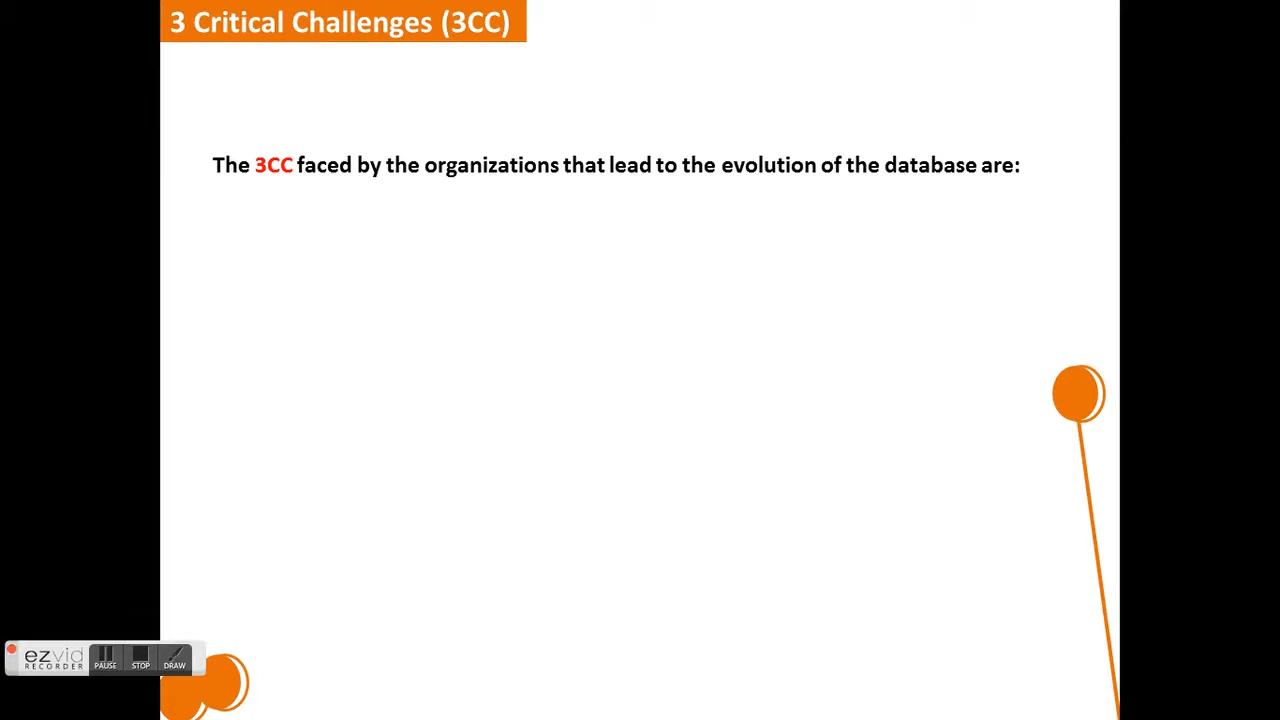 3 Critical Challenges (3CC)
The 3CC faced by the organizations that lead to the evolution of the database are:
ezvid
RECORDER
PAUSE STOP DRAW